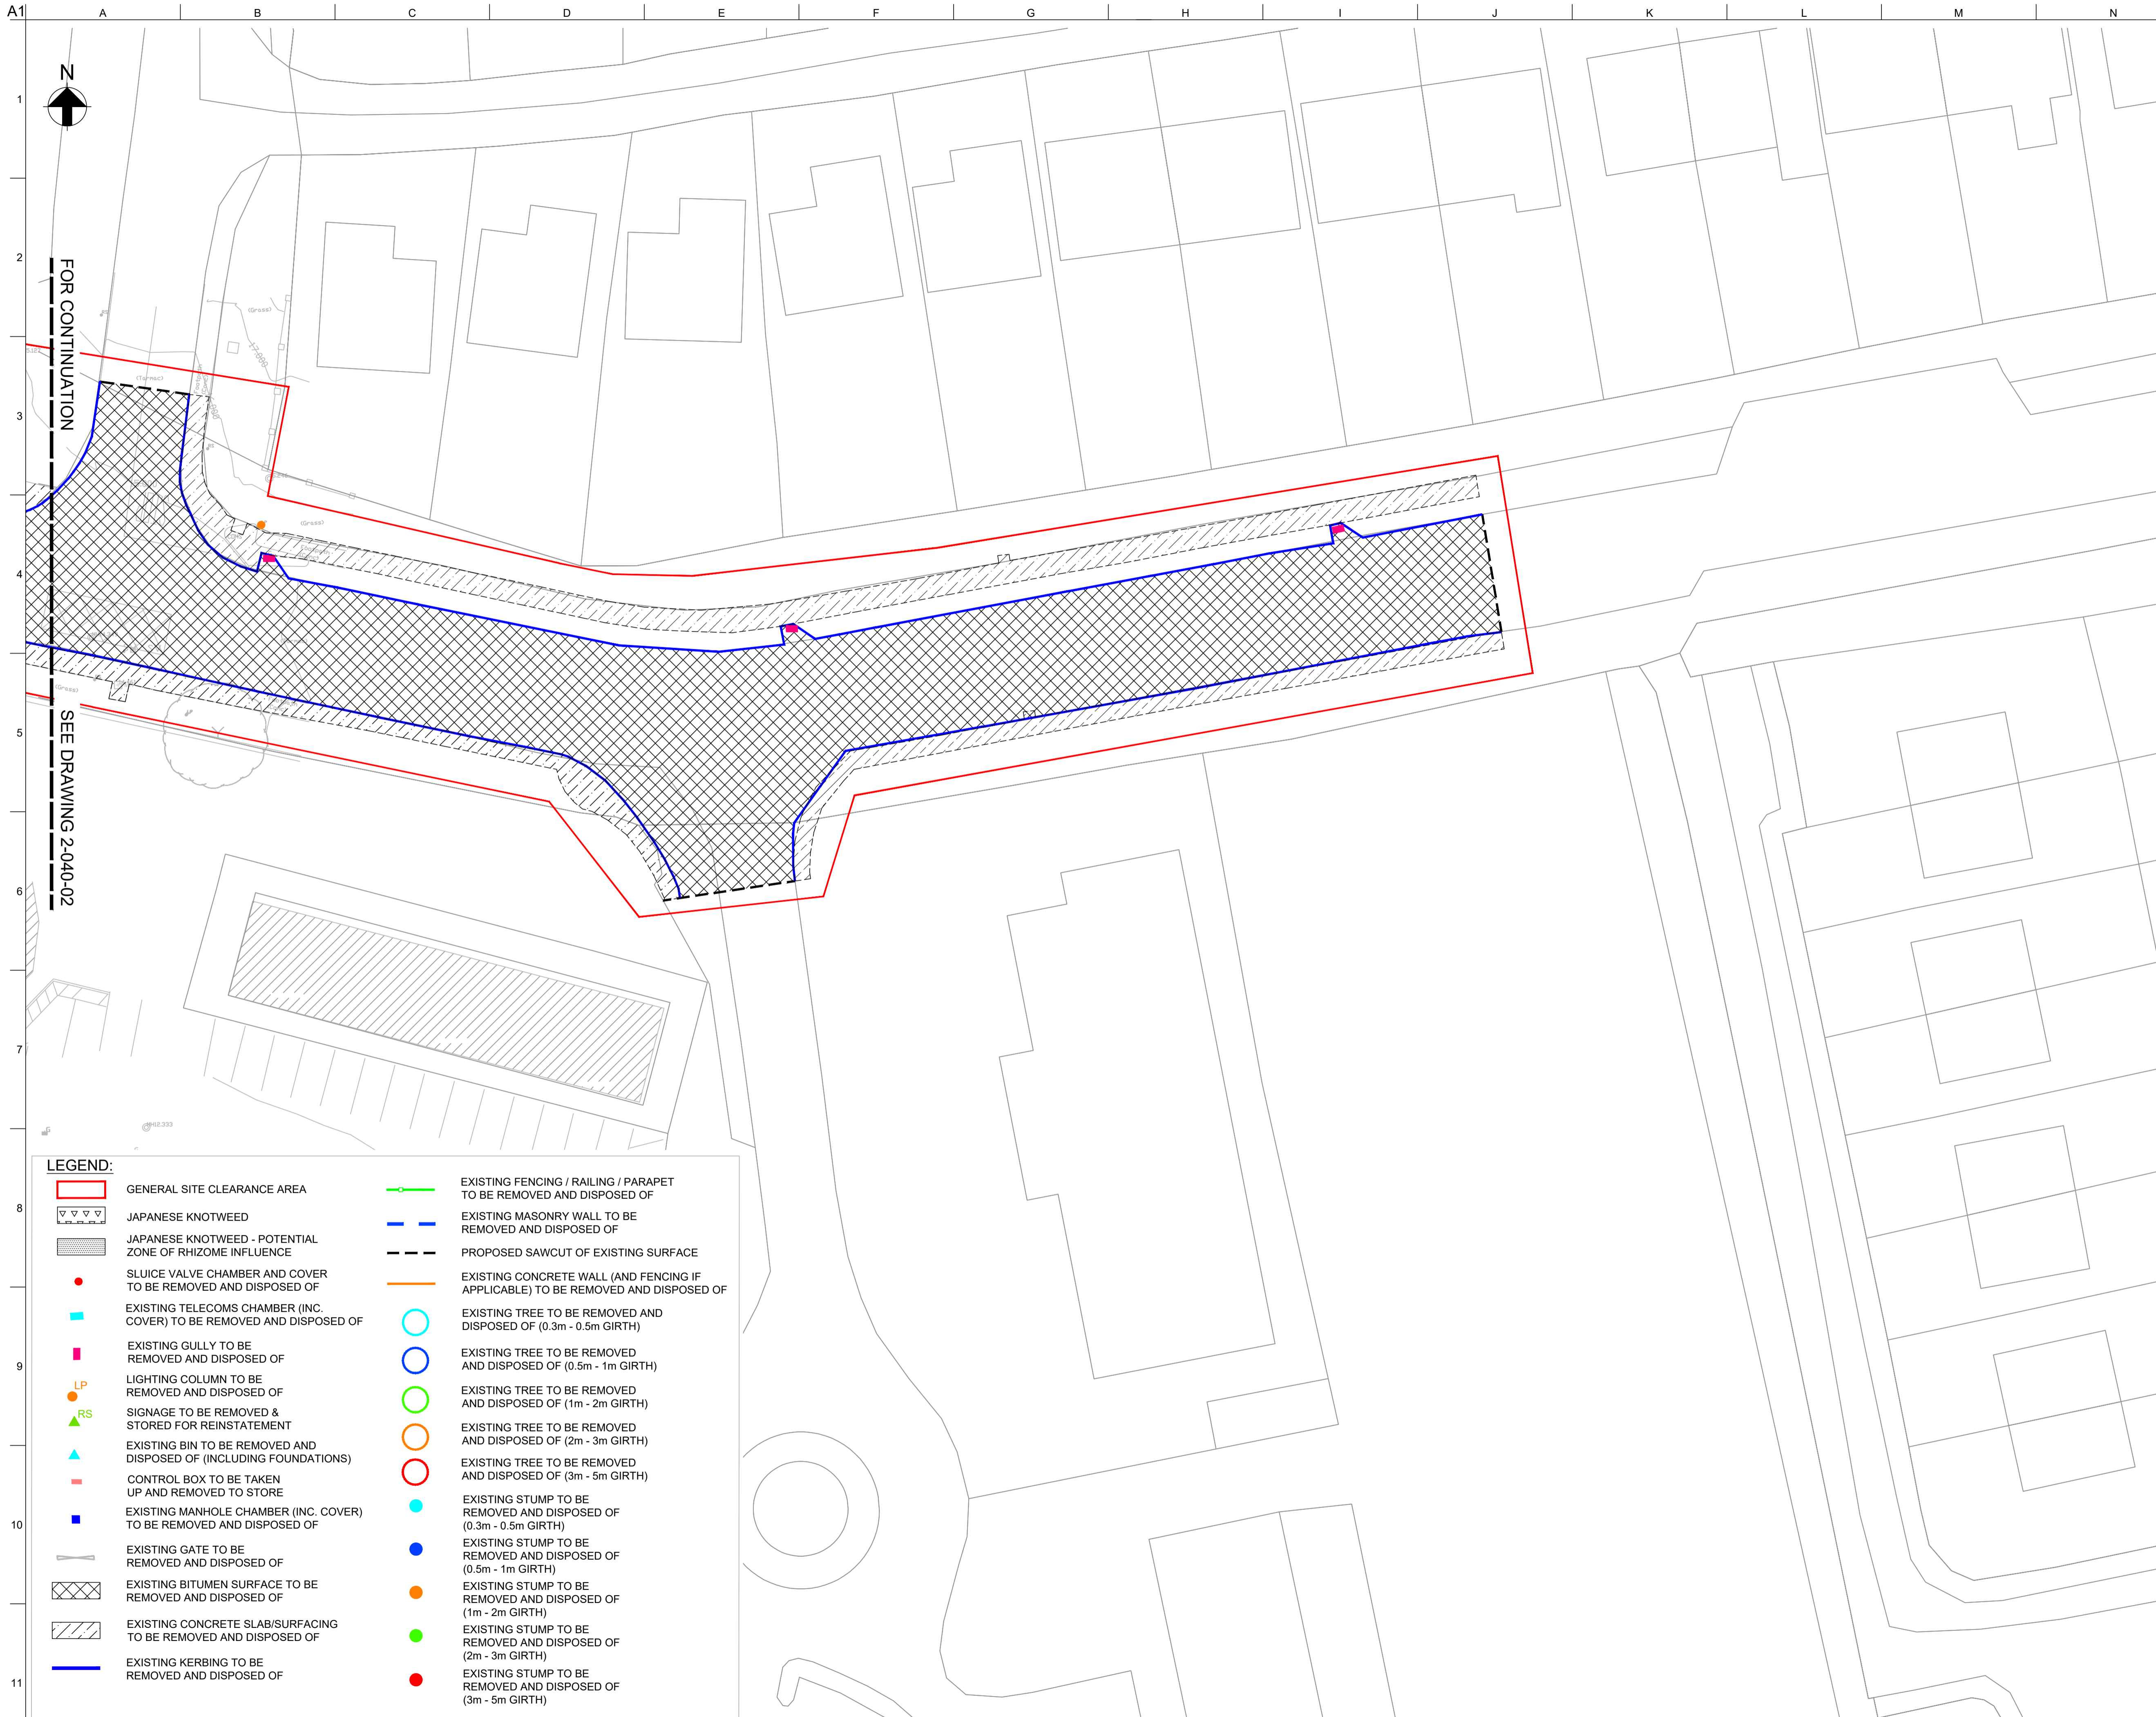 A1
A
B
C
D
E
F
G
H
I
J
K
L
M
N
1
2
3
4
5
6
7
8
9
10
11
N
FOR CONTINUATION
SEE DRAWING 2-040-02
(Grass)
17.000
(Tarmac)
RS
RS
(Grass)
(Grass)
MH12.333
G
LEGEND:
GENERAL SITE CLEARANCE AREA
JAPANESE KNOTWEED
JAPANESE KNOTWEED - POTENTIAL
ZONE OF RHIZOME INFLUENCE
SLUICE VALVE CHAMBER AND COVER
TO BE REMOVED AND DISPOSED OF
EXISTING TELECOMS CHAMBER (INC.
COVER) TO BE REMOVED AND DISPOSED OF
EXISTING GULLY TO BE
REMOVED AND DISPOSED OF
LP
LIGHTING COLUMN TO BE
REMOVED AND DISPOSED OF
RS
SIGNAGE TO BE REMOVED &
STORED FOR REINSTATEMENT
EXISTING BIN TO BE REMOVED AND
DISPOSED OF (INCLUDING FOUNDATIONS)
CONTROL BOX TO BE TAKEN
UP AND REMOVED TO STORE
EXISTING MANHOLE CHAMBER (INC. COVER)
TO BE REMOVED AND DISPOSED OF
EXISTING GATE TO BE
REMOVED AND DISPOSED OF
EXISTING BITUMEN SURFACE TO BE
REMOVED AND DISPOSED OF
EXISTING CONCRETE SLAB/SURFACING
TO BE REMOVED AND DISPOSED OF
EXISTING KERBING TO BE
REMOVED AND DISPOSED OF
EXISTING FENCING / RAILING / PARAPET
TO BE REMOVED AND DISPOSED OF
EXISTING MASONRY WALL TO BE
REMOVED AND DISPOSED OF
PROPOSED SAWCUT OF EXISTING SURFACE
EXISTING CONCRETE WALL (AND FENCING IF
APPLICABLE) TO BE REMOVED AND DISPOSED OF
EXISTING TREE TO BE REMOVED AND
DISPOSED OF (0.3m - 0.5m GIRTH)
EXISTING TREE TO BE REMOVED
AND DISPOSED OF (0.5m - 1m GIRTH)
EXISTING TREE TO BE REMOVED
AND DISPOSED OF (1m - 2m GIRTH)
EXISTING TREE TO BE REMOVED
AND DISPOSED OF (2m - 3m GIRTH)
EXISTING TREE TO BE REMOVED
AND DISPOSED OF (3m - 5m GIRTH)
EXISTING STUMP TO BE
REMOVED AND DISPOSED OF
(0.3m - 0.5m GIRTH)
EXISTING STUMP TO BE
REMOVED AND DISPOSED OF
(0.5m - 1m GIRTH)
EXISTING STUMP TO BE
REMOVED AND DISPOSED OF
(1m - 2m GIRTH)
EXISTING STUMP TO BE
REMOVED AND DISPOSED OF
(2m - 3m GIRTH)
EXISTING STUMP TO BE
REMOVED AND DISPOSED OF
(3m - 5m GIRTH)